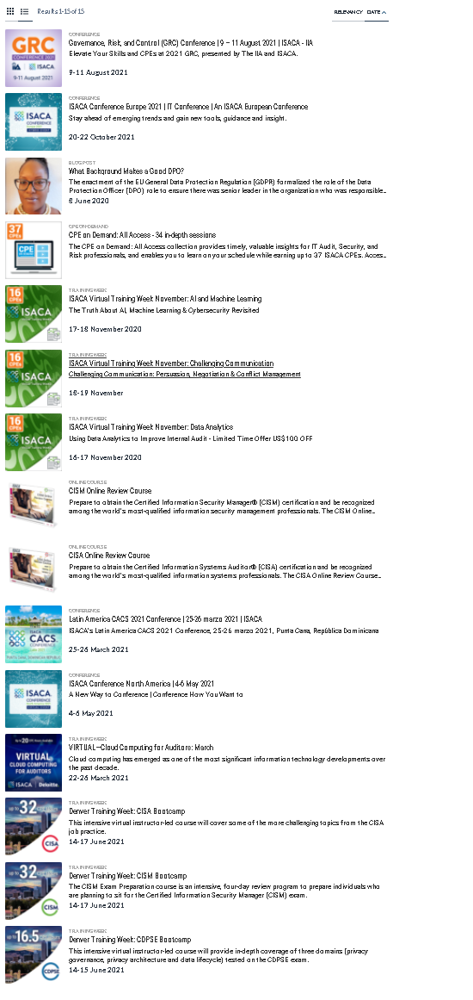 Results 1-15 of 15
RELEVANCY DATE
CONFERENCE
GRC
CONFERENCE 2021
ISACA
9-11 August 2021
Governance, Risk, and Control (GRC) Conference | 9 – 11 August 2021 | ISACA - IIA
Elevate Your Skills and CPEs at 2021 GRC, presented by The IIA and ISACA.
9-11 August 2021
CONFERENCE
ISACA
CONFERENCE
ISACA Conference Europe 2021 | IT Conference | An ISACA European Conference
Stay ahead of emerging trends and gain new tools, guidance and insight.
20-22 October 2021
BLOG POST
What Background Makes a Good DPO?
The enactment of the EU General Data Protection Regulation (GDPR) formalized the role of the Data
Protection Officer (DPO) role to ensure there was senior leader in the organization who was responsible...
8 June 2020
CPE ON DEMAND
37
CPEs
CPE
CPE on Demand: All Access - 34 in-depth sessions
The CPE on Demand: All Access collection provides timely, valuable insights for IT Audit, Security, and
Risk professionals, and enables you to learn on your schedule while earning up to 37 ISACA CPEs. Acces...
TRAINING WEEK
16
CPEs
ISACA
ISACA Virtual Training Week November: AI and Machine Learning
The Truth About AI, Machine Learning & Cybersecurity Revisited
17-18 November 2020
TRAINING WEEK
16
CPEs
ISACA
ISACA Virtual Training Week November: Challenging Communication
Challenging Communication: Persuasion, Negotiation & Conflict Management
18-19 November
TRAINING WEEK
16
CPEs
ISACA
ISACA Virtual Training Week November: Data Analytics
Using Data Analytics to Improve Internal Audit - Limited Time Offer US$100 OFF
16-17 November 2020
ONLINE COURSE
CISM Online Review Course
Prepare to obtain the Certified Information Security Manager® (CISM) certification and be recognized
among the world's most-qualified information security management professionals. The CISM Online...
ONLINE COURSE
CISA Online Review Course
Prepare to obtain the Certified Information Systems Auditor® (CISA) certification and be recognized
among the world's most-qualified information systems professionals. The CISA Online Review Course...
CONFERENCE
CACS
CONFERENCE
Latin America CACS 2021 Conference | 25-26 marzo 2021 | ISACA
ISACA's Latin America CACS 2021 Conference, 25-26 marzo 2021, Punta Cana, República Dominicana
25-26 March 2021
CONFERENCE
ISACA
CONFERENCE
ISACA Conference North America | 4-6 May 2021
A New Way to Conference | Conference How You Want to
4-6 May 2021
TRAINING WEEK
VIRTUAL
CLOUD COMPUTING
FOR AUDITORS
ISACA Deloitte.
VIRTUAL—Cloud Computing for Auditors: March
Cloud computing has emerged as one of the most significant information technology developments over
the past decade.
22-26 March 2021
TRAINING WEEK
up to 32
CPEs
CISA
Denver Training Week: CISA Bootcamp
This intensive virtual instructor-led course will cover some of the more challenging topics from the CISA
job practice.
14-17 June 2021
TRAINING WEEK
up to 32
CPEs
CISM
Denver Training Week: CISM Bootcamp
The CISM Exam Preparation course is an intensive, four-day review program to prepare individuals who
are planning to sit for the Certified Information Security Manager (CISM) exam.
14-17 June 2021
TRAINING WEEK
up to 16.5
CPEs
CDPSE
Denver Training Week: CDPSE Bootcamp
This intensive virtual instructor-led course will provide in-depth coverage of three domains (privacy
governance, privacy architecture and data lifecycle) tested on the CDPSE exam.
14-15 June 2021